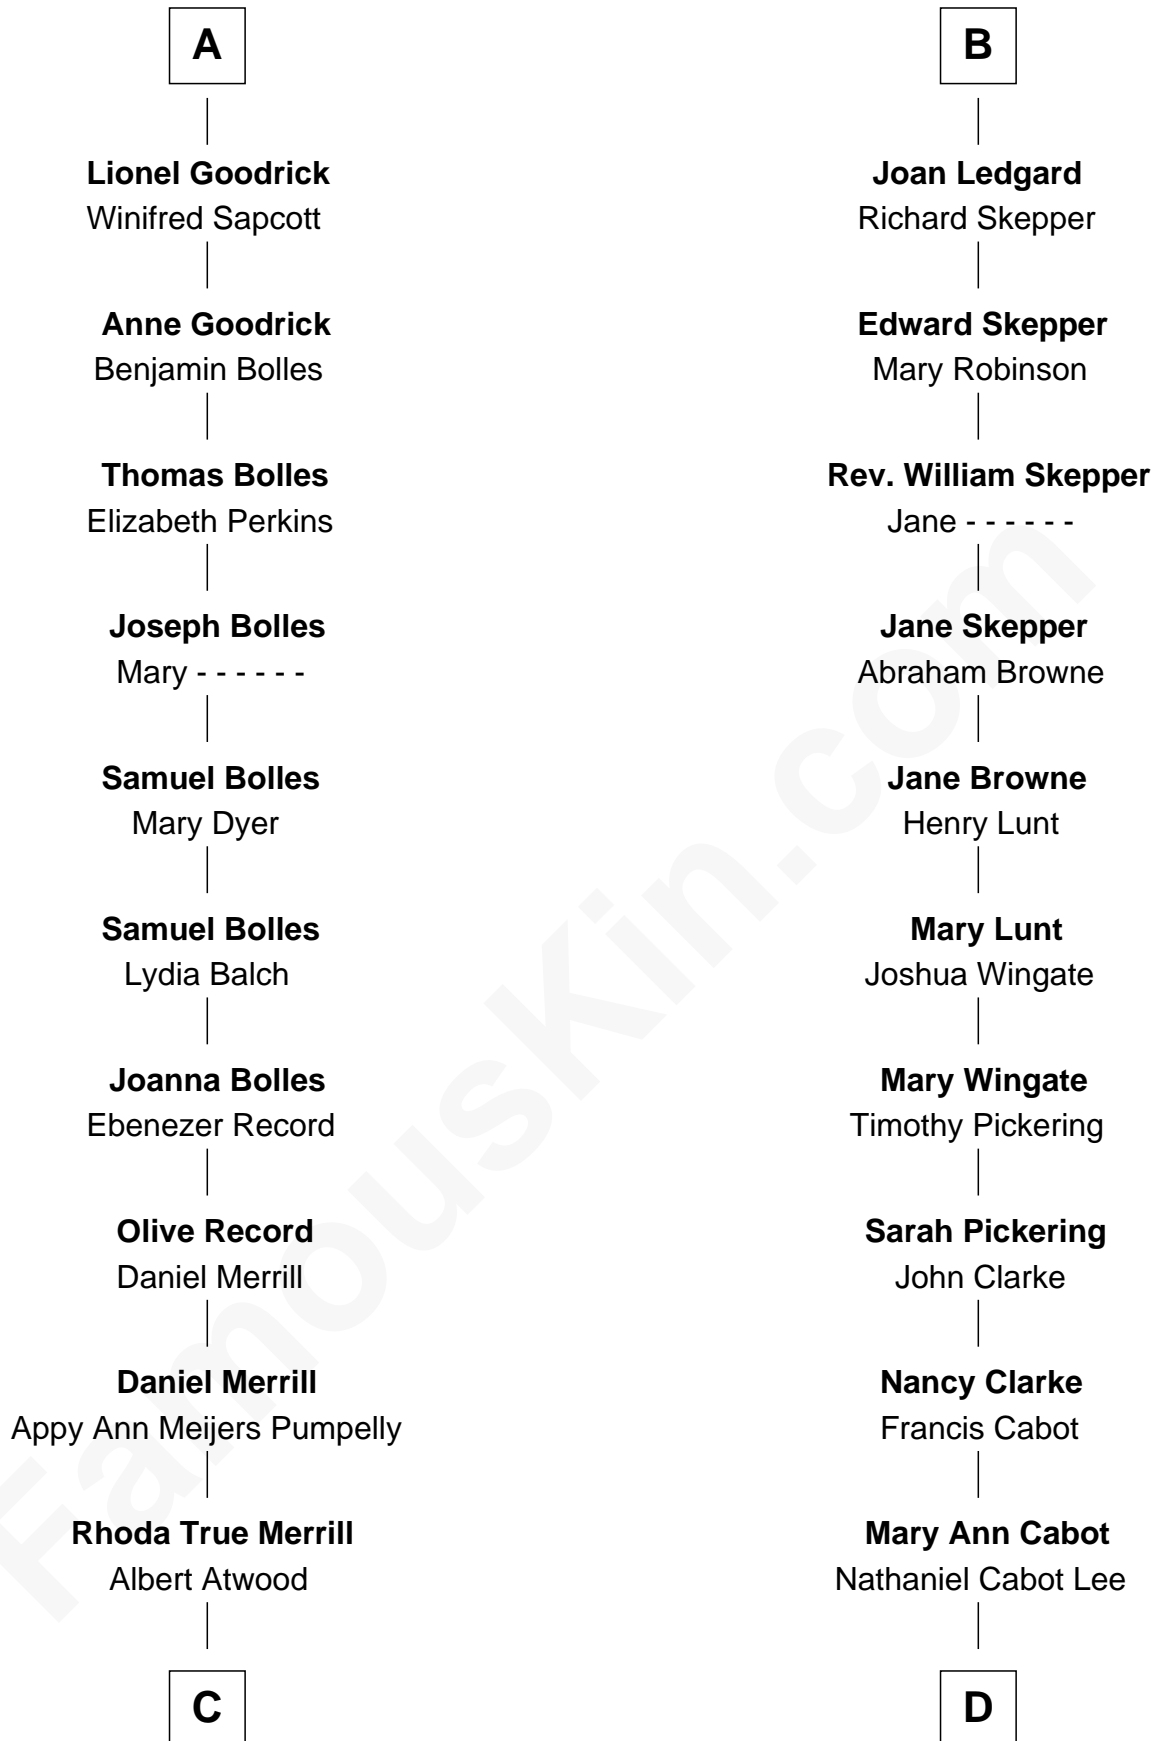 A
Lionel Goodrick
Winifred Sapcott
Anne Goodrick
Benjamin Bolles
Thomas Bolles
Elizabeth Perkins
Joseph Bolles
Mary - - - - - -
Samuel Bolles
Mary Dyer
Samuel Bolles
Lydia Balch
Joanna Bolles
Ebenezer Record
Olive Record
Daniel Merrill
Daniel Merrill
Appy Ann Meijers Pumpelly
Rhoda True Merrill
Albert Atwood
C
B
Joan Ledgard
Richard Skepper
Edward Skepper
Mary Robinson
Rev. William Skepper
Jane - - - - - -
Jane Skepper
Abraham Browne
Jane Browne
Henry Lunt
Mary Lunt
Joshua Wingate
Mary Wingate
Timothy Pickering
Sarah Pickering
John Clarke
Nancy Clarke
Francis Cabot
Mary Ann Cabot
Nathaniel Cabot Lee
D
FamousKin.com